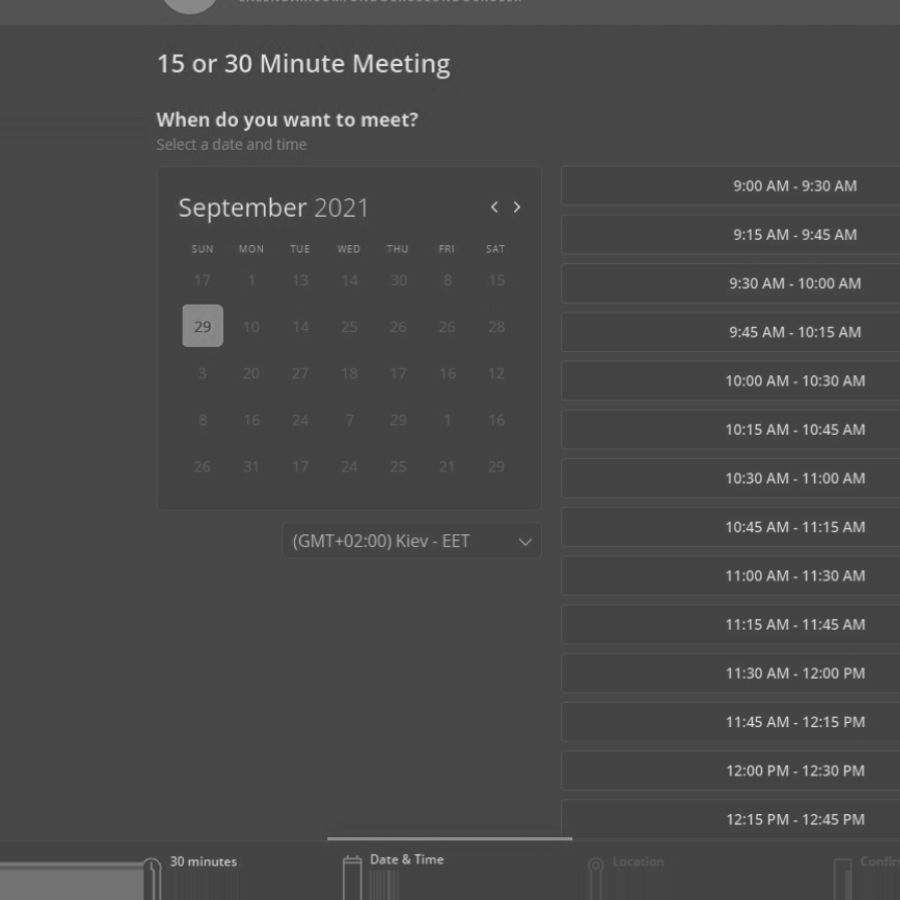 15 or 30 Minute Meeting
When do you want to meet?
Select a date and time
September 2021
SUN MON TUE WED THU FRI SAT
17 1 13 14 30 8 15
29 10 14 25 26 26 28
3 20 27 18 17 16 12
8 16 24 7 29 1 16
26 31 17 24 25 21 29
(GMT+02:00) Kiev - EET
9:00 AM - 9:30 AM
9:15 AM - 9:45 AM
9:30 AM - 10:00 AM
9:45 AM - 10:15 AM
10:00 AM - 10:30 AM
10:15 AM - 10:45 AM
10:30 AM - 11:00 AM
10:45 AM - 11:15 AM
11:00 AM - 11:30 AM
11:15 AM - 11:45 AM
11:30 AM - 12:00 PM
11:45 AM - 12:15 PM
12:00 PM - 12:30 PM
12:15 PM - 12:45 PM
30 minutes
Date & Time
Location